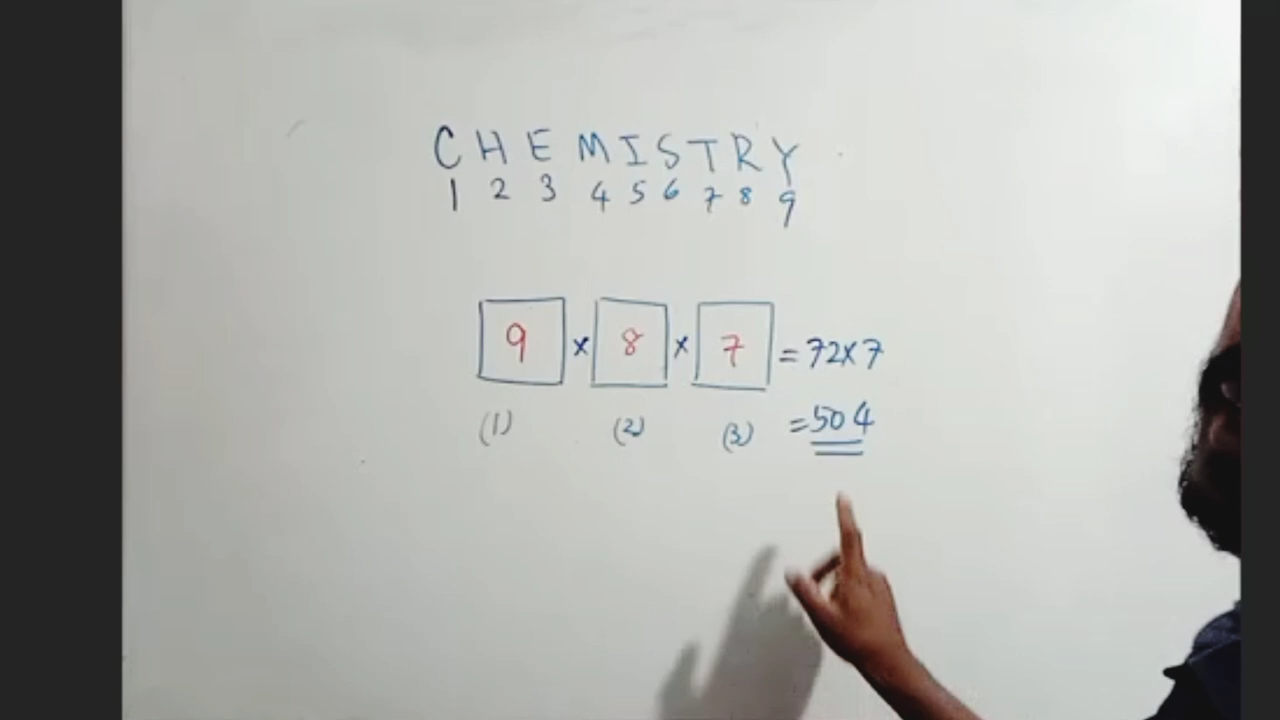 C H E M I S T R Y
1 2 3 4 5 6 7 8 9
9 × 8 × 7 = 72 × 7
(1) (2) (3) = 504